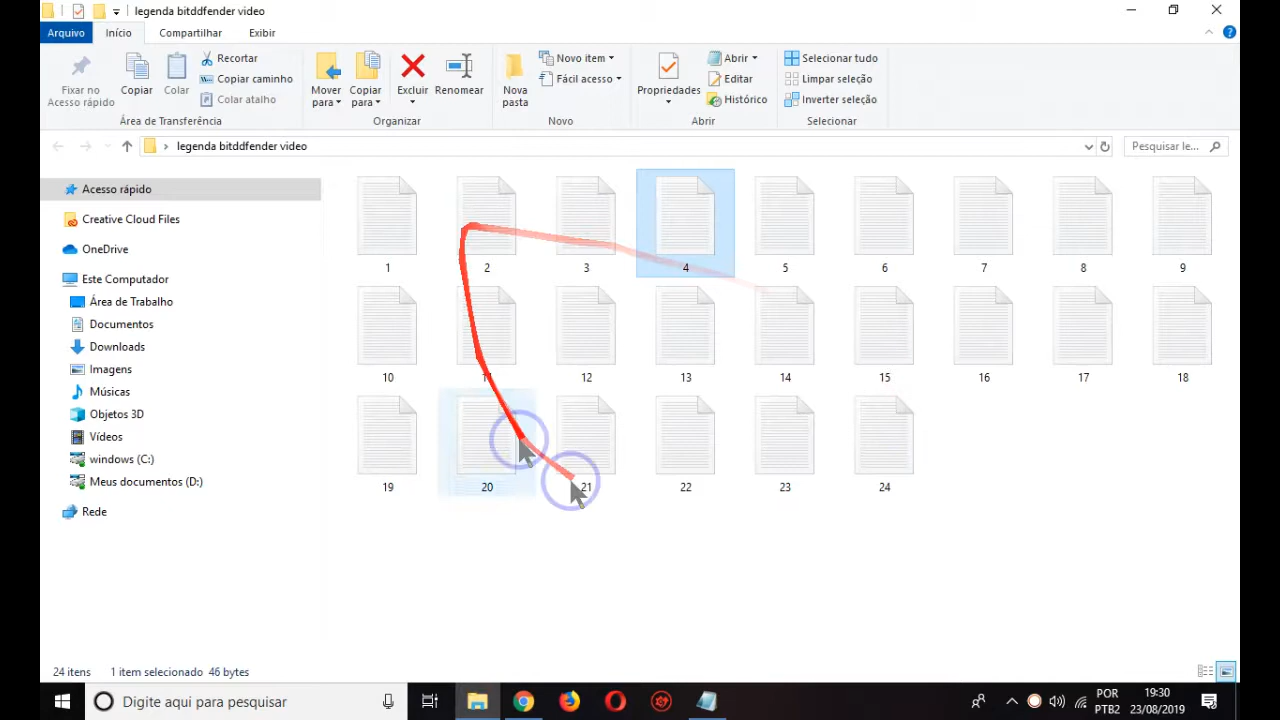 legenda bitddfender video
Arquivo Início Compartilhar Exibir
Fixar no
Acesso rápido
Copiar
Colar
Recortar
Copiar caminho
Colar atalho
Área de Transferência
Mover
para
Copiar
para
Excluir
Renomear
Organizar
Nova
pasta
Novo item
Fácil acesso
Novo
Propriedades
Abrir
Editar
Histórico
Abrir
Selecionar tudo
Limpar seleção
Inverter seleção
Selecionar
legenda bitddfender video
Pesquisar le...
Acesso rápido
Creative Cloud Files
OneDrive
Este Computador
Área de Trabalho
Documentos
Downloads
Imagens
Músicas
Objetos 3D
Vídeos
windows (C:)
Meus documentos (D:)
Rede
1 2 3 4 5 6 7 8 9
10 11 12 13 14 15 16 17 18
19 20 21 22 23 24
24 itens 1 item selecionado 46 bytes
Digite aqui para pesquisar
POR
PTB2
19:30
23/08/2019